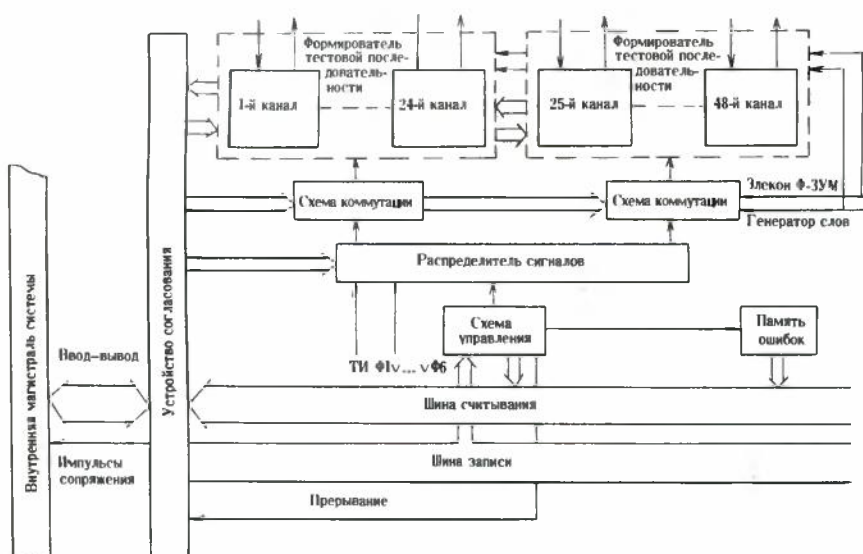 Формирователь
тестовой после-
довательности
довательно-
ности
1-й канал
24-й канал
Формирователь
тестовой после-
довательности
25-й канал
48-й канал
Элекон Ф-ЗУМ
Схема коммутации
Схема коммутации
Генератор слов
Распределитель сигналов
Схема
управления
Память
ошибок
ТИ Ф1∨... ∨Ф6
Ввод–вывод
Шина считывания
Импульсы
сопряжения
Шина записи
Прерывание
Внутренняя магистраль системы
Устройство согласования